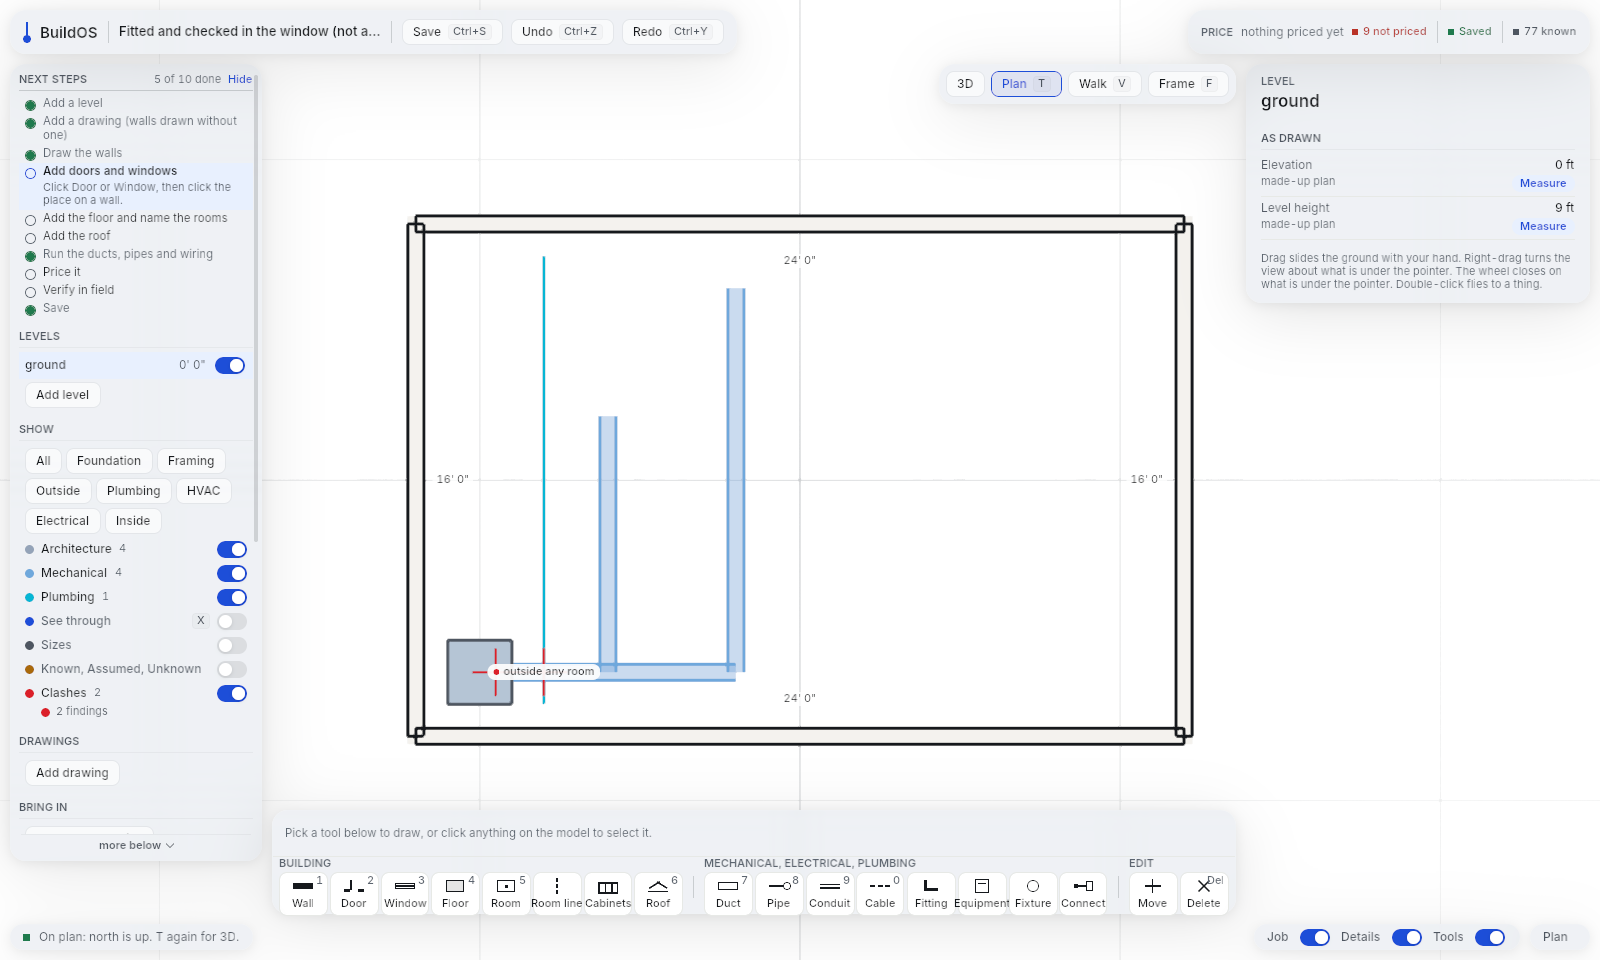 BuildOS
Fitted and checked in the window (not a...
Save Ctrl+S
Undo Ctrl+Z
Redo Ctrl+Y
PRICE nothing priced yet 9 not priced Saved 77 known
3D
Plan T
Walk V
Frame F
NEXT STEPS 5 of 10 done Hide
Add a level
Add a drawing (walls drawn without
one)
Draw the walls
Add doors and windows
Click Door or Window, then click the
place on a wall.
Add the floor and name the rooms
Add the roof
Run the ducts, pipes and wiring
Price it
Verify in field
Save
LEVELS
ground 0' 0"
Add level
SHOW
All Foundation Framing
Outside Plumbing HVAC
Electrical Inside
Architecture 4
Mechanical 4
Plumbing 1
See through X
Sizes
Known, Assumed, Unknown
Clashes 2
2 findings
DRAWINGS
Add drawing
BRING IN
more below
LEVEL
ground
AS DRAWN
Elevation 0 ft
made-up plan Measure
Level height 9 ft
made-up plan Measure
Drag slides the ground with your hand. Right-drag turns the
view about what is under the pointer. The wheel closes on
what is under the pointer. Double-click flies to a thing.
24' 0"
16' 0"
16' 0"
outside any room
24' 0"
Pick a tool below to draw, or click anything on the model to select it.
BUILDING
Wall 1
Door 2
Window 3
Floor 4
Room 5
Room line
Cabinets
Roof 6
MECHANICAL, ELECTRICAL, PLUMBING
Duct 7
Pipe 8
Conduit 9
Cable 0
Fitting
Equipment
Fixture
Connect
EDIT
Move
Delete Del
On plan: north is up. T again for 3D.
Job Details Tools Plan